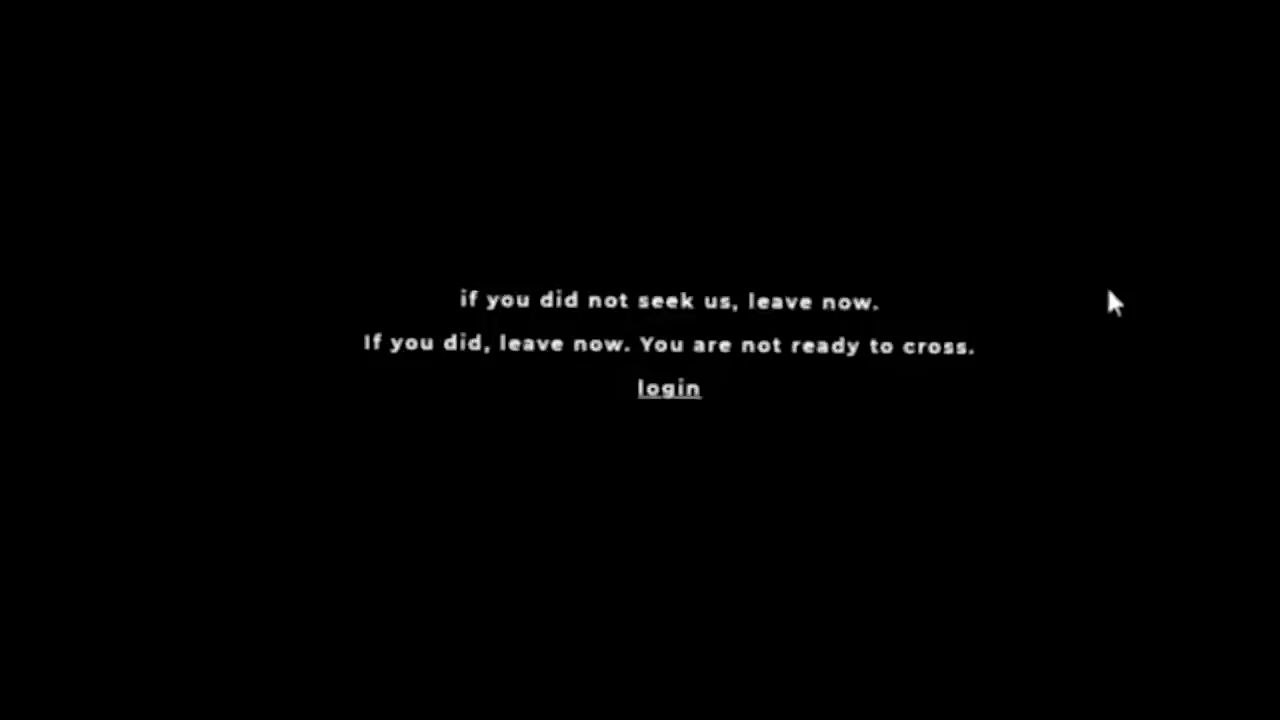 if you did not seek us, leave now.
If you did, leave now. You are not ready to cross.
login